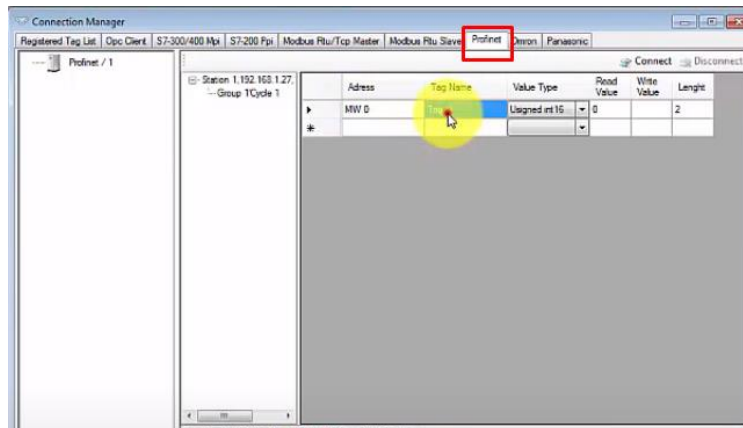 Connection Manager
Registered Tag List Opc Client S7-300/400 Mpi S7-200 Ppi Modbus Rtu/Tcp Master Modbus Rtu Slave Profinet Omron Panasonic
Connect Disconnect
Profinet / 1
Station 1,192.168.1.27,
Group 1Cycle 1
Adress Tag Name Value Type Read Value Write Value Lenght
MW 0 Usigned int16 0 2